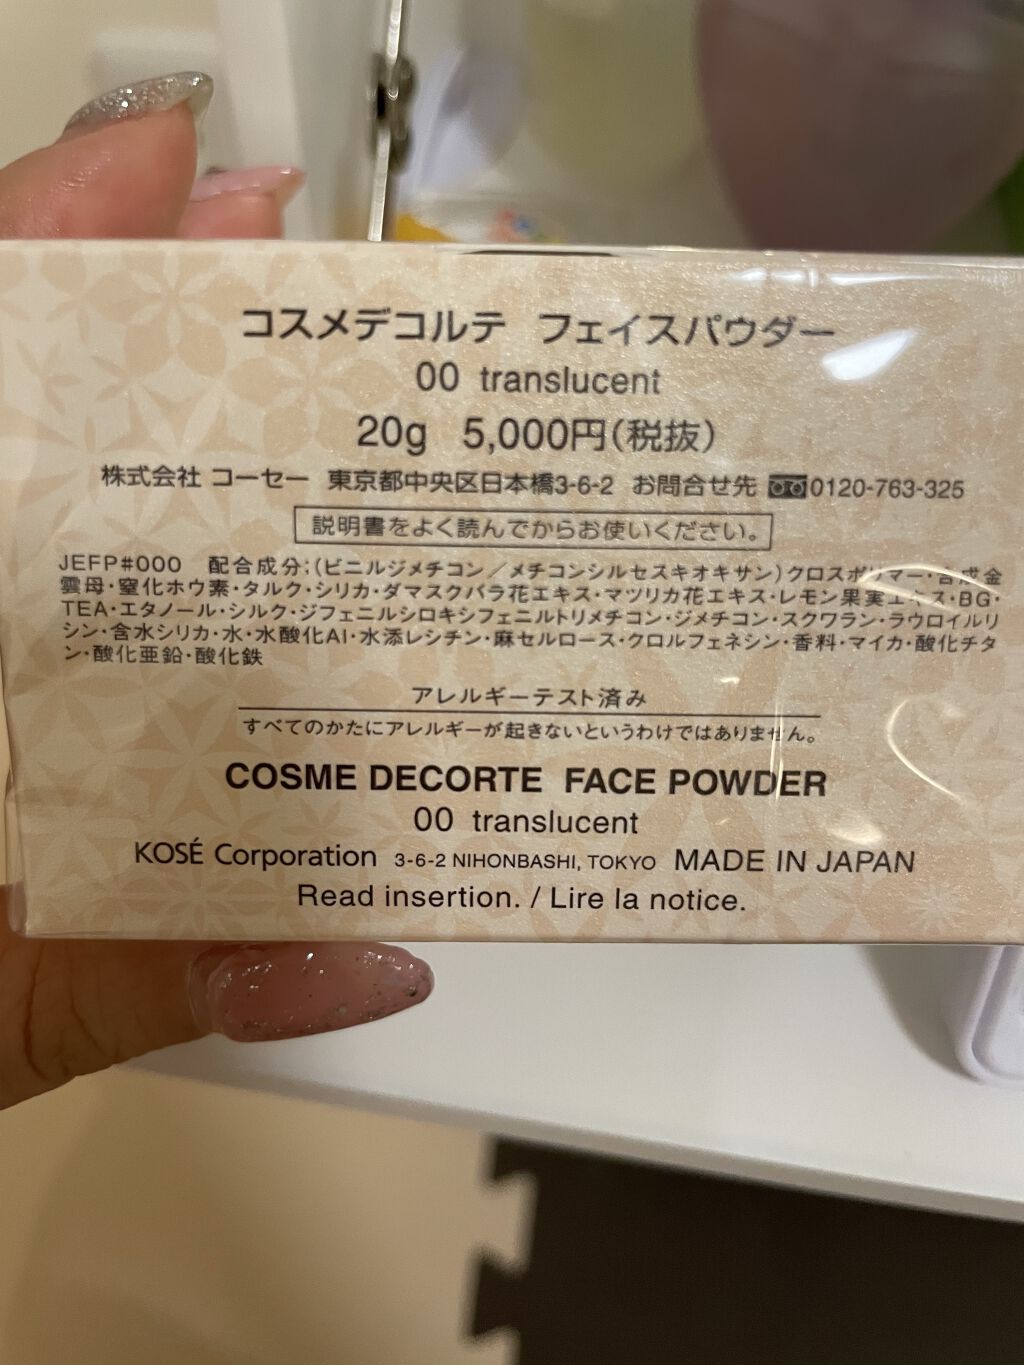 コスメデコルテ フェイスパウダー
00 translucent
20g 5,000円(税抜)
株式会社 コーセー 東京都中央区日本橋3-6-2 お問合せ先 0120-763-325
説明書をよく読んでからお使いください。
JEFP#000 配合成分:(ビニルジメチコン/メチコンシルセスキオキサン)クロスポリマー・合成金
雲母・窒化ホウ素・タルク・シリカ・ダマスクバラ花エキス・マツリカ花エキス・レモン果実エキス・BG・
TEA・エタノール・シルク・ジフェニルシロキシフェニルトリメチコン・ジメチコン・スクワラン・ラウロイルリ
シン・含水シリカ・水・水酸化Al・水添レシチン・麻セルロース・クロルフェネシン・香料・マイカ・酸化チタ
ン・酸化亜鉛・酸化鉄
アレルギーテスト済み
すべてのかたにアレルギーが起きないというわけではありません。
COSME DECORTE FACE POWDER
00 translucent
KOSÉ Corporation 3-6-2 NIHONBASHI, TOKYO MADE IN JAPAN
Read insertion. / Lire la notice.